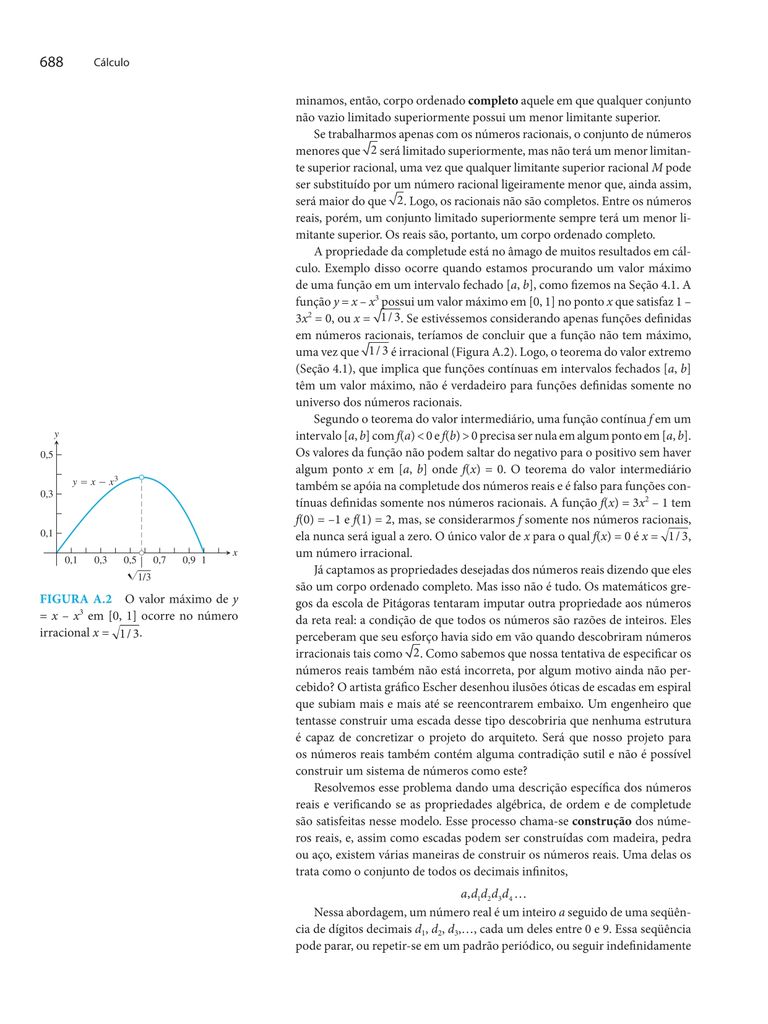 688 Cálculo
minamos, então, corpo ordenado completo aquele em que qualquer conjunto
não vazio limitado superiormente possui um menor limitante superior.
Se trabalharmos apenas com os números racionais, o conjunto de números
menores que √2 será limitado superiormente, mas não terá um menor limitan-
te superior racional, uma vez que qualquer limitante superior racional M pode
ser substituído por um número racional ligeiramente menor que, ainda assim,
será maior do que √2. Logo, os racionais não são completos. Entre os números
reais, porém, um conjunto limitado superiormente sempre terá um menor li-
mitante superior. Os reais são, portanto, um corpo ordenado completo.
A propriedade da completude está no âmago de muitos resultados em cál-
culo. Exemplo disso ocorre quando estamos procurando um valor máximo
de uma função em um intervalo fechado [a, b], como fizemos na Seção 4.1. A
função y = x – x³ possui um valor máximo em [0, 1] no ponto x que satisfaz 1 –
3x² = 0, ou x = √1/3. Se estivéssemos considerando apenas funções definidas
em números racionais, teríamos de concluir que a função não tem máximo,
uma vez que √1/3 é irracional (Figura A.2). Logo, o teorema do valor extremo
(Seção 4.1), que implica que funções contínuas em intervalos fechados [a, b]
têm um valor máximo, não é verdadeiro para funções definidas somente no
universo dos números racionais.
Segundo o teorema do valor intermediário, uma função contínua f em um
intervalo [a, b] com f(a) < 0 e f(b) > 0 precisa ser nula em algum ponto em [a, b].
Os valores da função não podem saltar do negativo para o positivo sem haver
algum ponto x em [a, b] onde f(x) = 0. O teorema do valor intermediário
também se apóia na completude dos números reais e é falso para funções con-
tínuas definidas somente nos números racionais. A função f(x) = 3x² – 1 tem
f(0) = –1 e f(1) = 2, mas, se considerarmos f somente nos números racionais,
ela nunca será igual a zero. O único valor de x para o qual f(x) = 0 é x = √1/3,
um número irracional.
Já captamos as propriedades desejadas dos números reais dizendo que eles
são um corpo ordenado completo. Mas isso não é tudo. Os matemáticos gre-
gos da escola de Pitágoras tentaram imputar outra propriedade aos números
da reta real: a condição de que todos os números são razões de inteiros. Eles
perceberam que seu esforço havia sido em vão quando descobriram números
irracionais tais como √2. Como sabemos que nossa tentativa de especificar os
números reais também não está incorreta, por algum motivo ainda não per-
cebido? O artista gráfico Escher desenhou ilusões óticas de escadas em espiral
que subiam mais e mais até se reencontrarem embaixo. Um engenheiro que
tentasse construir uma escada desse tipo descobriria que nenhuma estrutura
é capaz de concretizar o projeto do arquiteto. Será que nosso projeto para
os números reais também contém alguma contradição sutil e não é possível
construir um sistema de números como este?
Resolvemos esse problema dando uma descrição específica dos números
reais e verificando se as propriedades algébrica, de ordem e de completude
são satisfeitas nesse modelo. Esse processo chama-se construção dos núme-
ros reais, e, assim como escadas podem ser construídas com madeira, pedra
ou aço, existem várias maneiras de construir os números reais. Uma delas os
trata como o conjunto de todos os decimais infinitos,
a,d₁d₂d₃d₄ …
Nessa abordagem, um número real é um inteiro a seguido de uma seqüên-
cia de dígitos decimais d₁, d₂, d₃,…, cada um deles entre 0 e 9. Essa seqüência
pode parar, ou repetir-se em um padrão periódico, ou seguir indefinidamente
y
0,5
y = x − x³
0,3
0,1
x
0,1 0,3 0,5 0,7 0,9 1
√1/3
FIGURA A.2 O valor máximo de y
= x – x³ em [0, 1] ocorre no número
irracional x = √1/3.